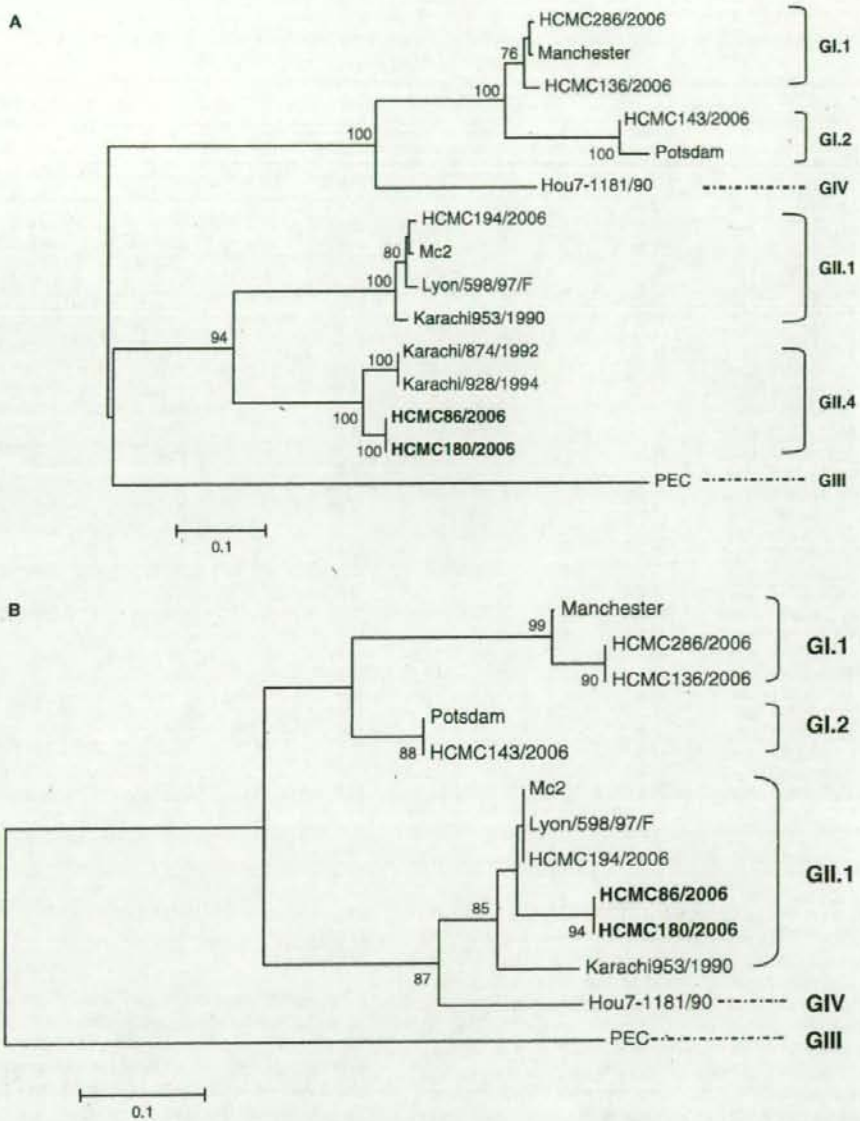 A
HCMC286/2006
76
Manchester
GI.1
100
HCMC136/2006
100
HCMC143/2006
GI.2
100
Potsdam
Hou7-1181/90
GIV
HCMC194/2006
80
Mc2
GII.1
100
Lyon/598/97/F
94
Karachi953/1990
100
Karachi/874/1992
Karachi/928/1994
GII.4
100
HCMC86/2006
100
HCMC180/2006
PEC
GIII
0.1
B
Manchester
99
HCMC286/2006
GI.1
90
HCMC136/2006
Potsdam
GI.2
88
HCMC143/2006
Mc2
Lyon/598/97/F
HCMC194/2006
GII.1
HCMC86/2006
85
94
HCMC180/2006
Karachi953/1990
87
Hou7-1181/90
GIV
PEC
GIII
0.1